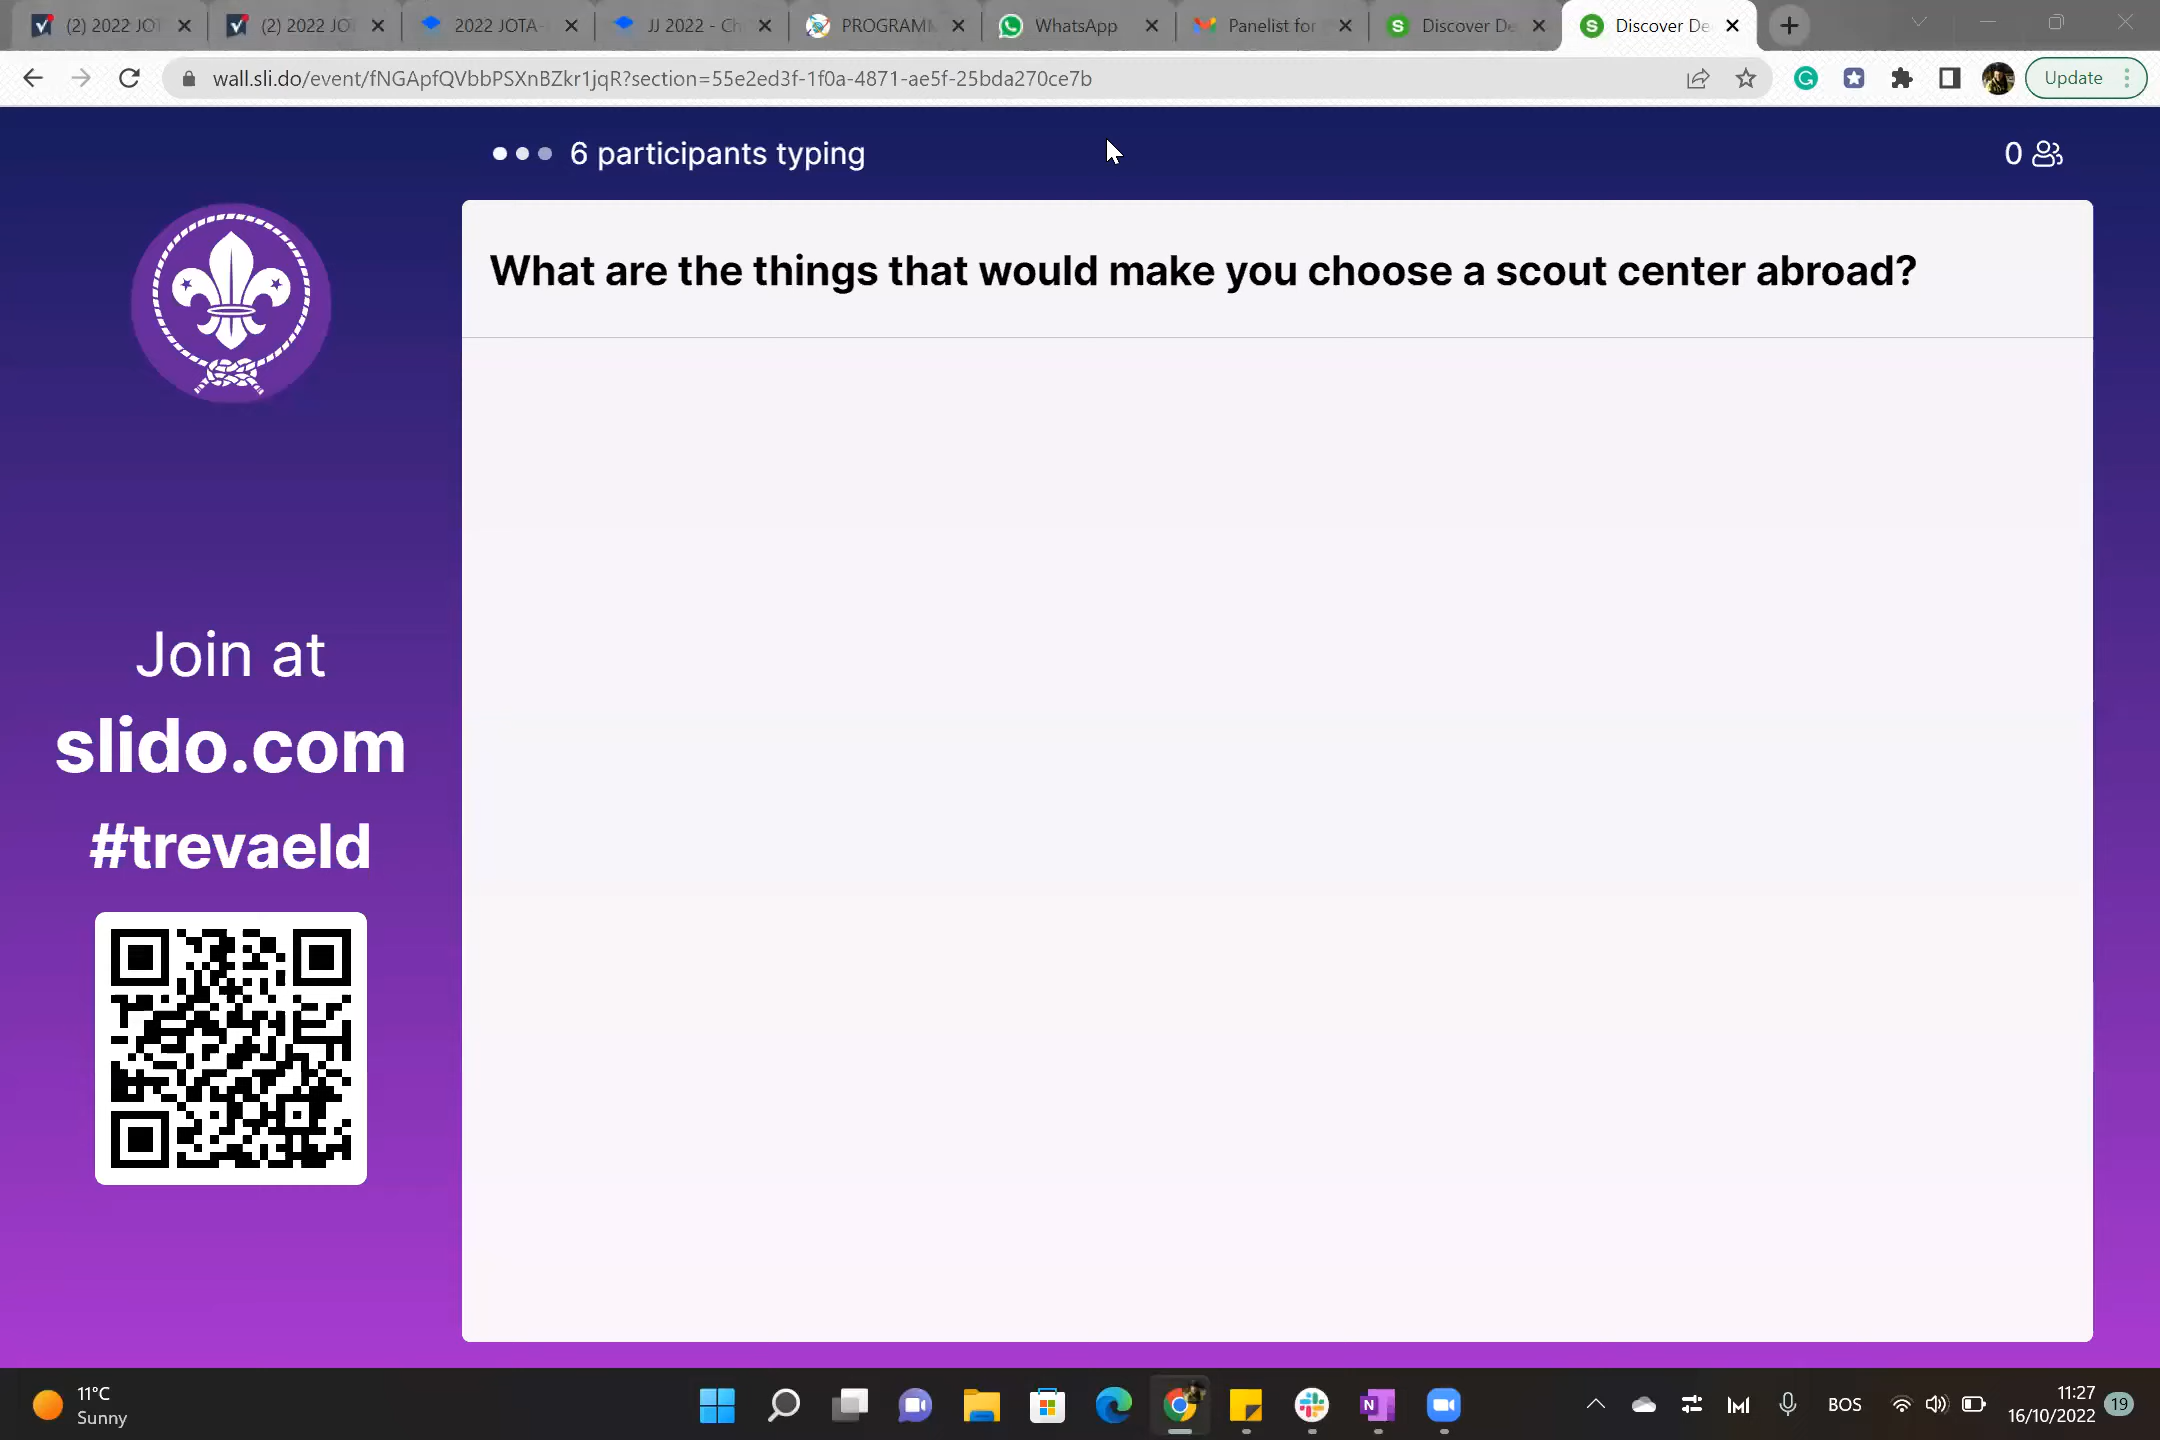 (2) 2022 JOT
(2) 2022 JO
2022 JOTA-
JJ 2022 - Ch
PROGRAM
WhatsApp
Panelist for
Discover De
Discover De
wall.sli.do/event/fNGApfQVbbPSXnBZkr1jqR?section=55e2ed3f-1f0a-4871-ae5f-25bda270ce7b
Update
6 participants typing
0
What are the things that would make you choose a scout center abroad?
Join at
slido.com
#trevaeld
11°C
Sunny
BOS
11:27
16/10/2022
19